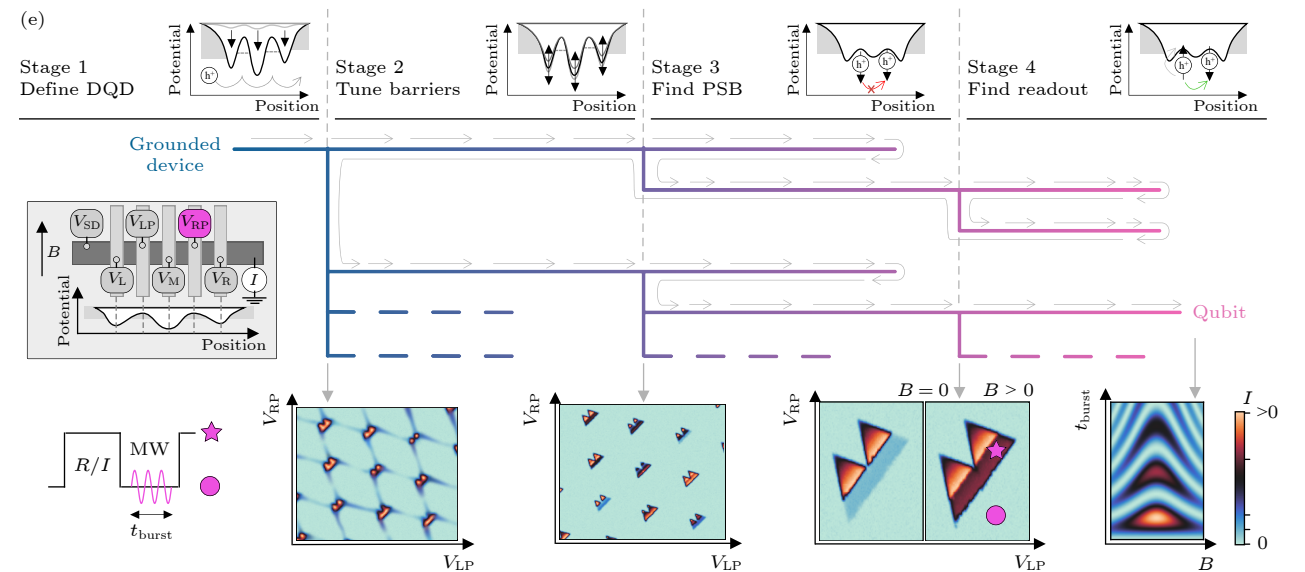 (e)
Stage 1
Define DQD
Potential
h⁺
Position
Stage 2
Tune barriers
Potential
Position
Stage 3
Find PSB
Potential
h⁺ h⁺
Position
Stage 4
Find readout
Potential
h⁺ h⁺
Position
Grounded
device
Qubit
B
V_SD V_LP V_RP
V_L V_M V_R I
Potential
Position
R/I
MW
t_burst
V_RP
V_LP
V_RP
V_LP
V_RP
B = 0 B > 0
V_LP
t_burst
B
I
>0
0